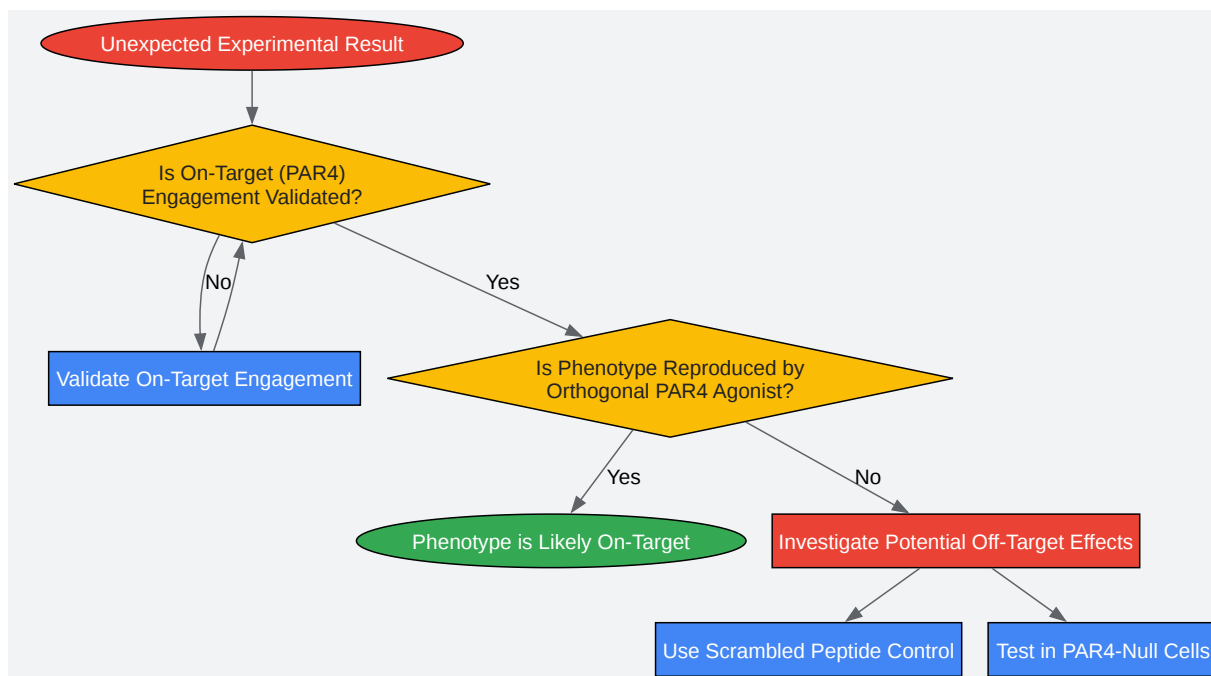 Unexpected Experimental Result
Is On-Target (PAR4)
Engagement Validated?
No
Yes
Validate On-Target Engagement
Is Phenotype Reproduced by
Orthogonal PAR4 Agonist?
Yes
No
Phenotype is Likely On-Target
Investigate Potential Off-Target Effects
Use Scrambled Peptide Control
Test in PAR4-Null Cells